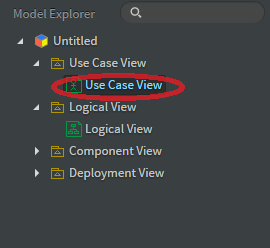 Model Explorer
Untitled
Use Case View
Use Case View
Logical View
Logical View
Component View
Deployment View